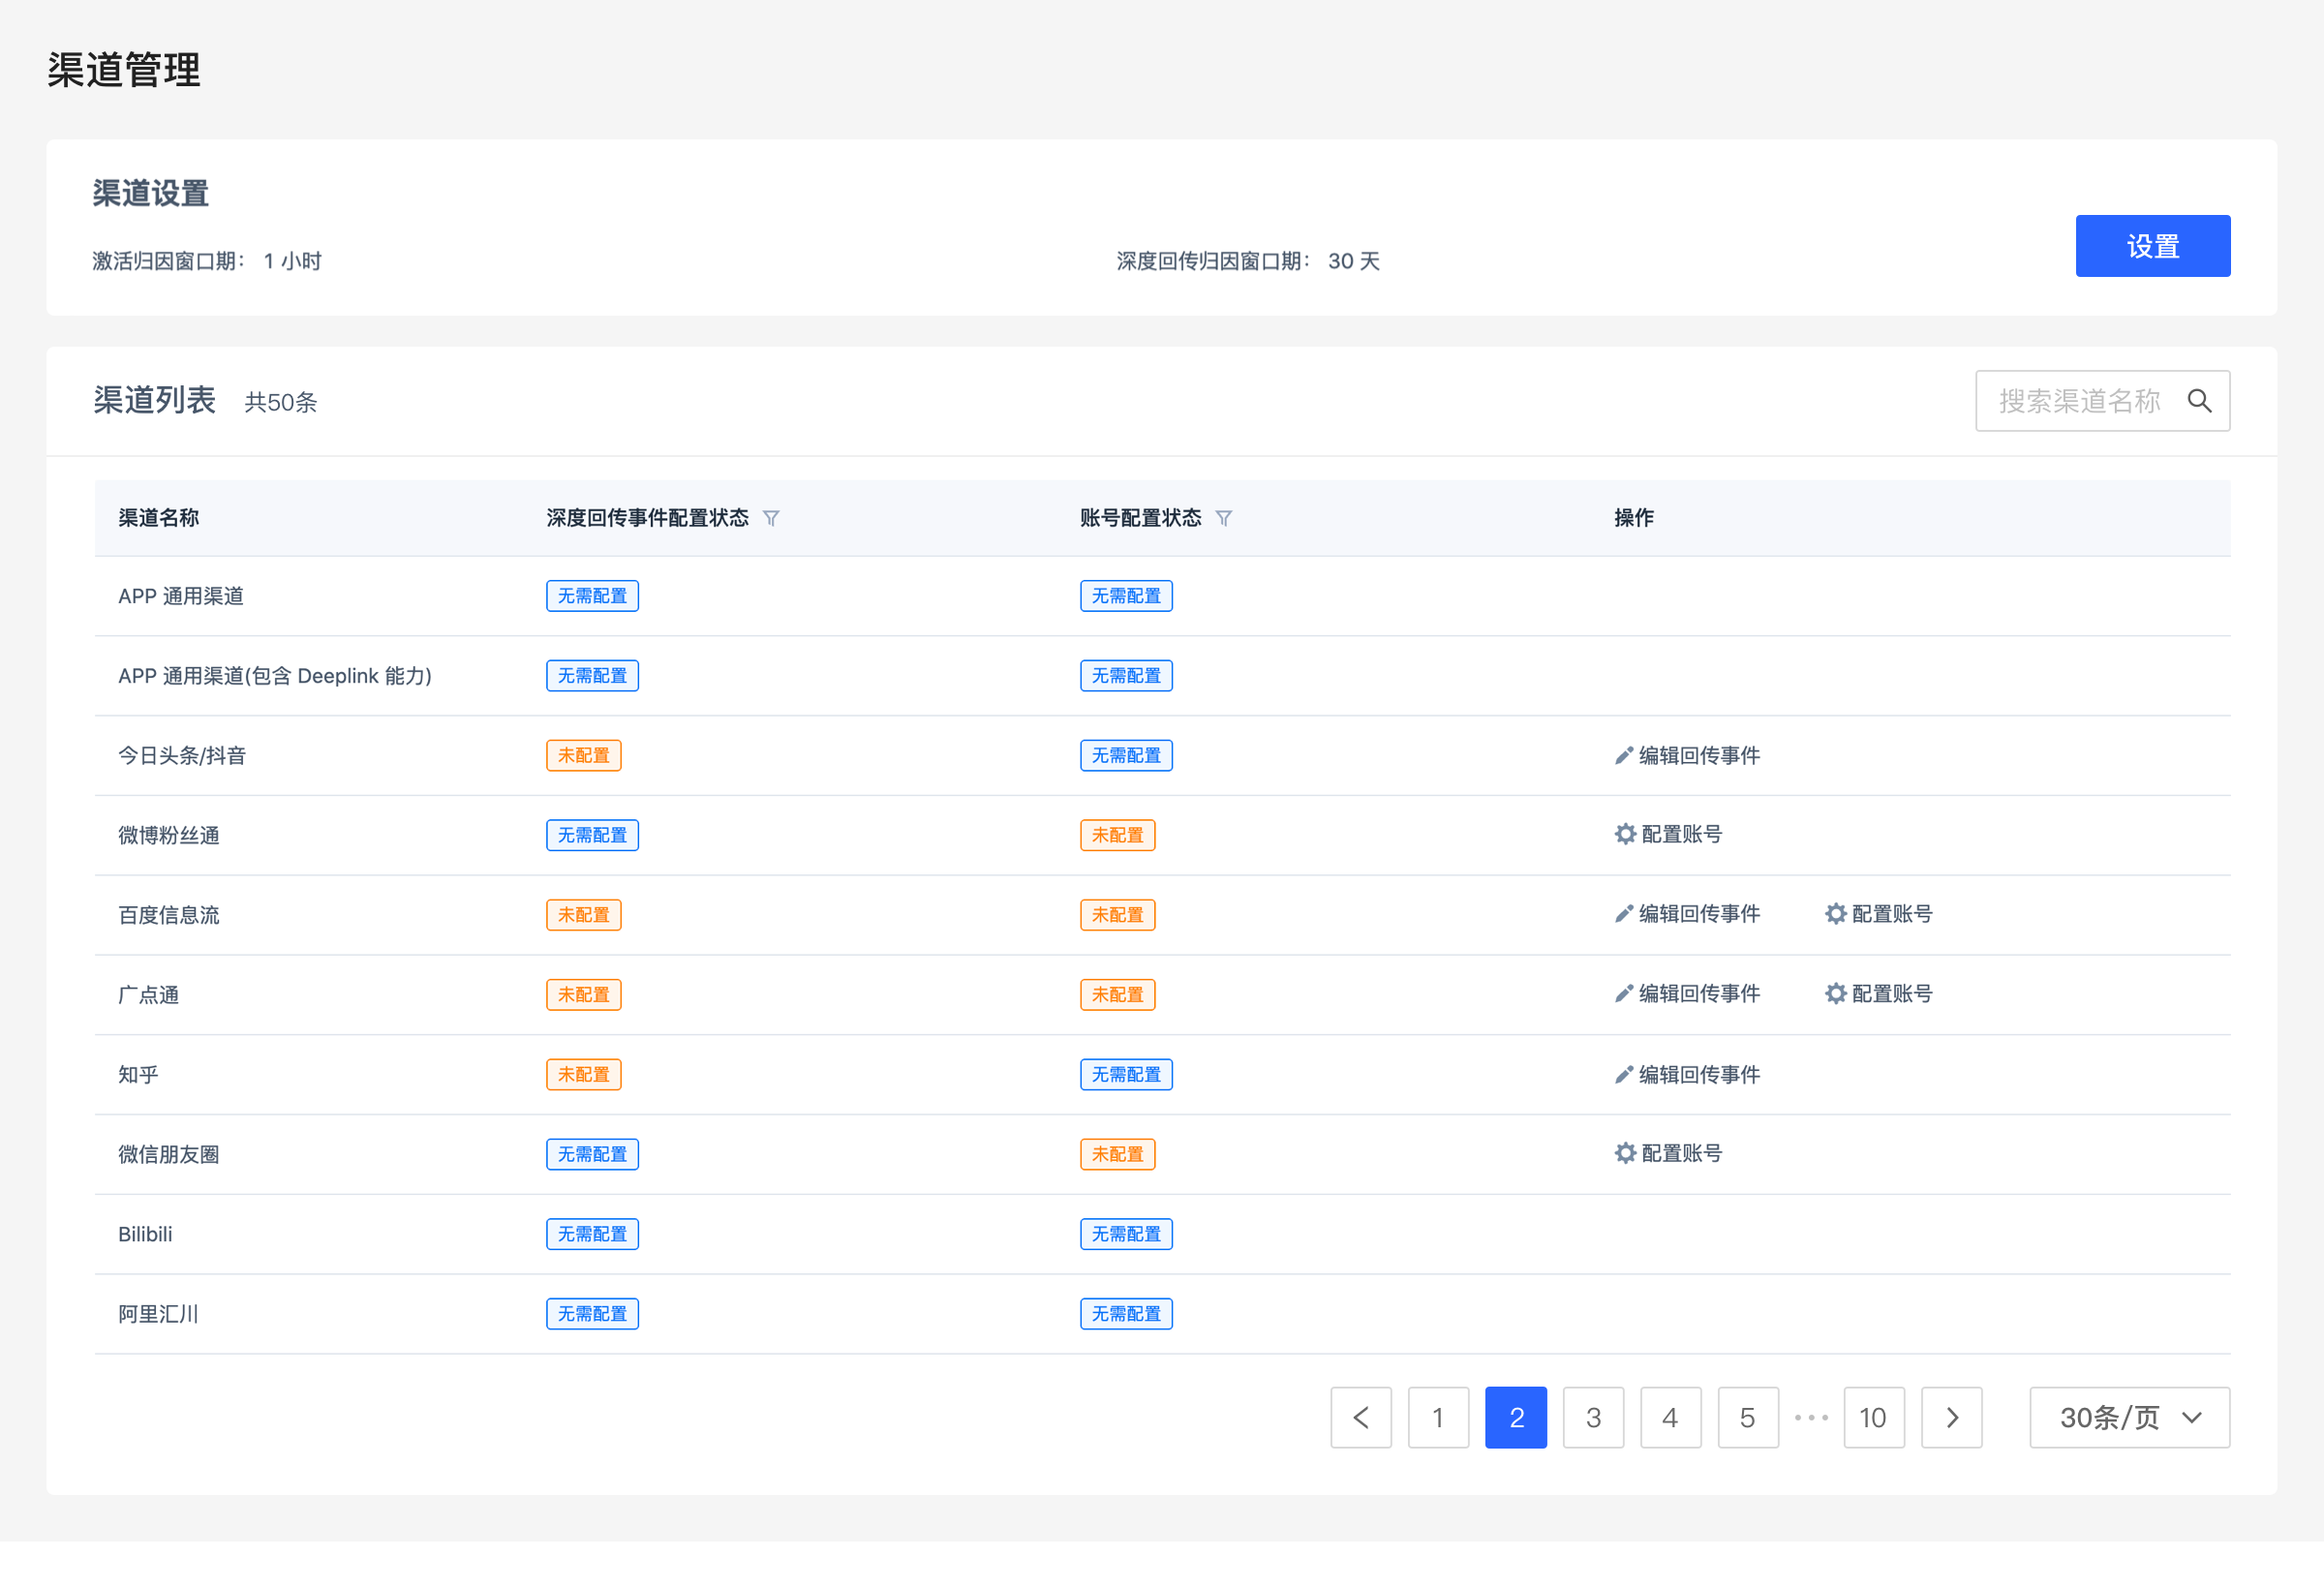 渠道管理
渠道设置
激活归因窗口期： 1 小时 深度回传归因窗口期： 30 天
设置
渠道列表 共50条 搜索渠道名称
渠道名称 深度回传事件配置状态 账号配置状态 操作
APP 通用渠道 无需配置 无需配置
APP 通用渠道(包含 Deeplink 能力) 无需配置 无需配置
今日头条/抖音 未配置 无需配置 编辑回传事件
微博粉丝通 无需配置 未配置 配置账号
百度信息流 未配置 未配置 编辑回传事件 配置账号
广点通 未配置 未配置 编辑回传事件 配置账号
知乎 未配置 无需配置 编辑回传事件
微信朋友圈 无需配置 未配置 配置账号
Bilibili 无需配置 无需配置
阿里汇川 无需配置 无需配置
1 2 3 4 5 ••• 10 30条/页